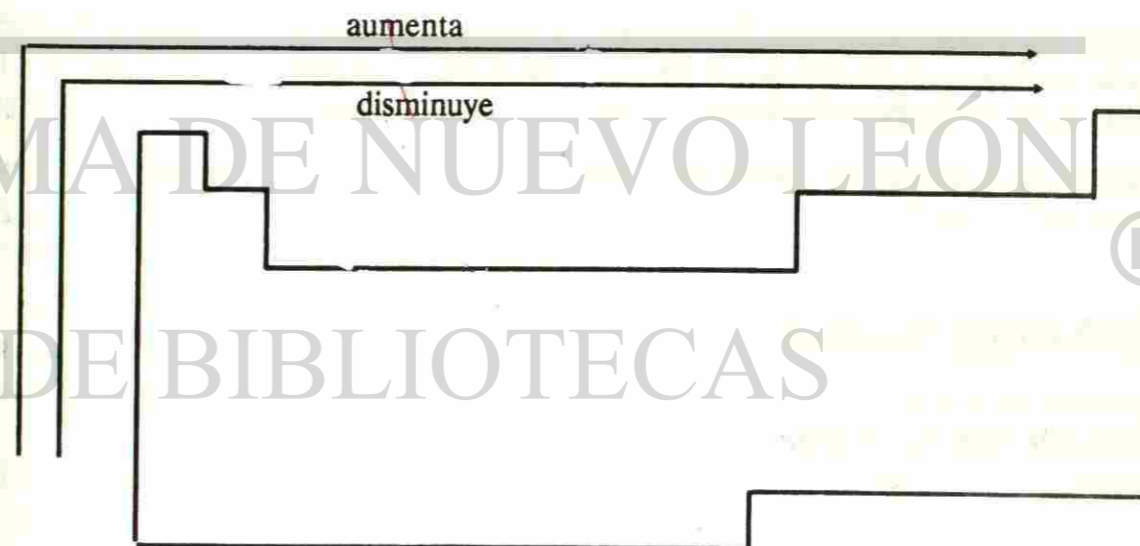 aumenta
disminuye
MA DE NUEVO LEÓN
®
DE BIBLIOTECAS